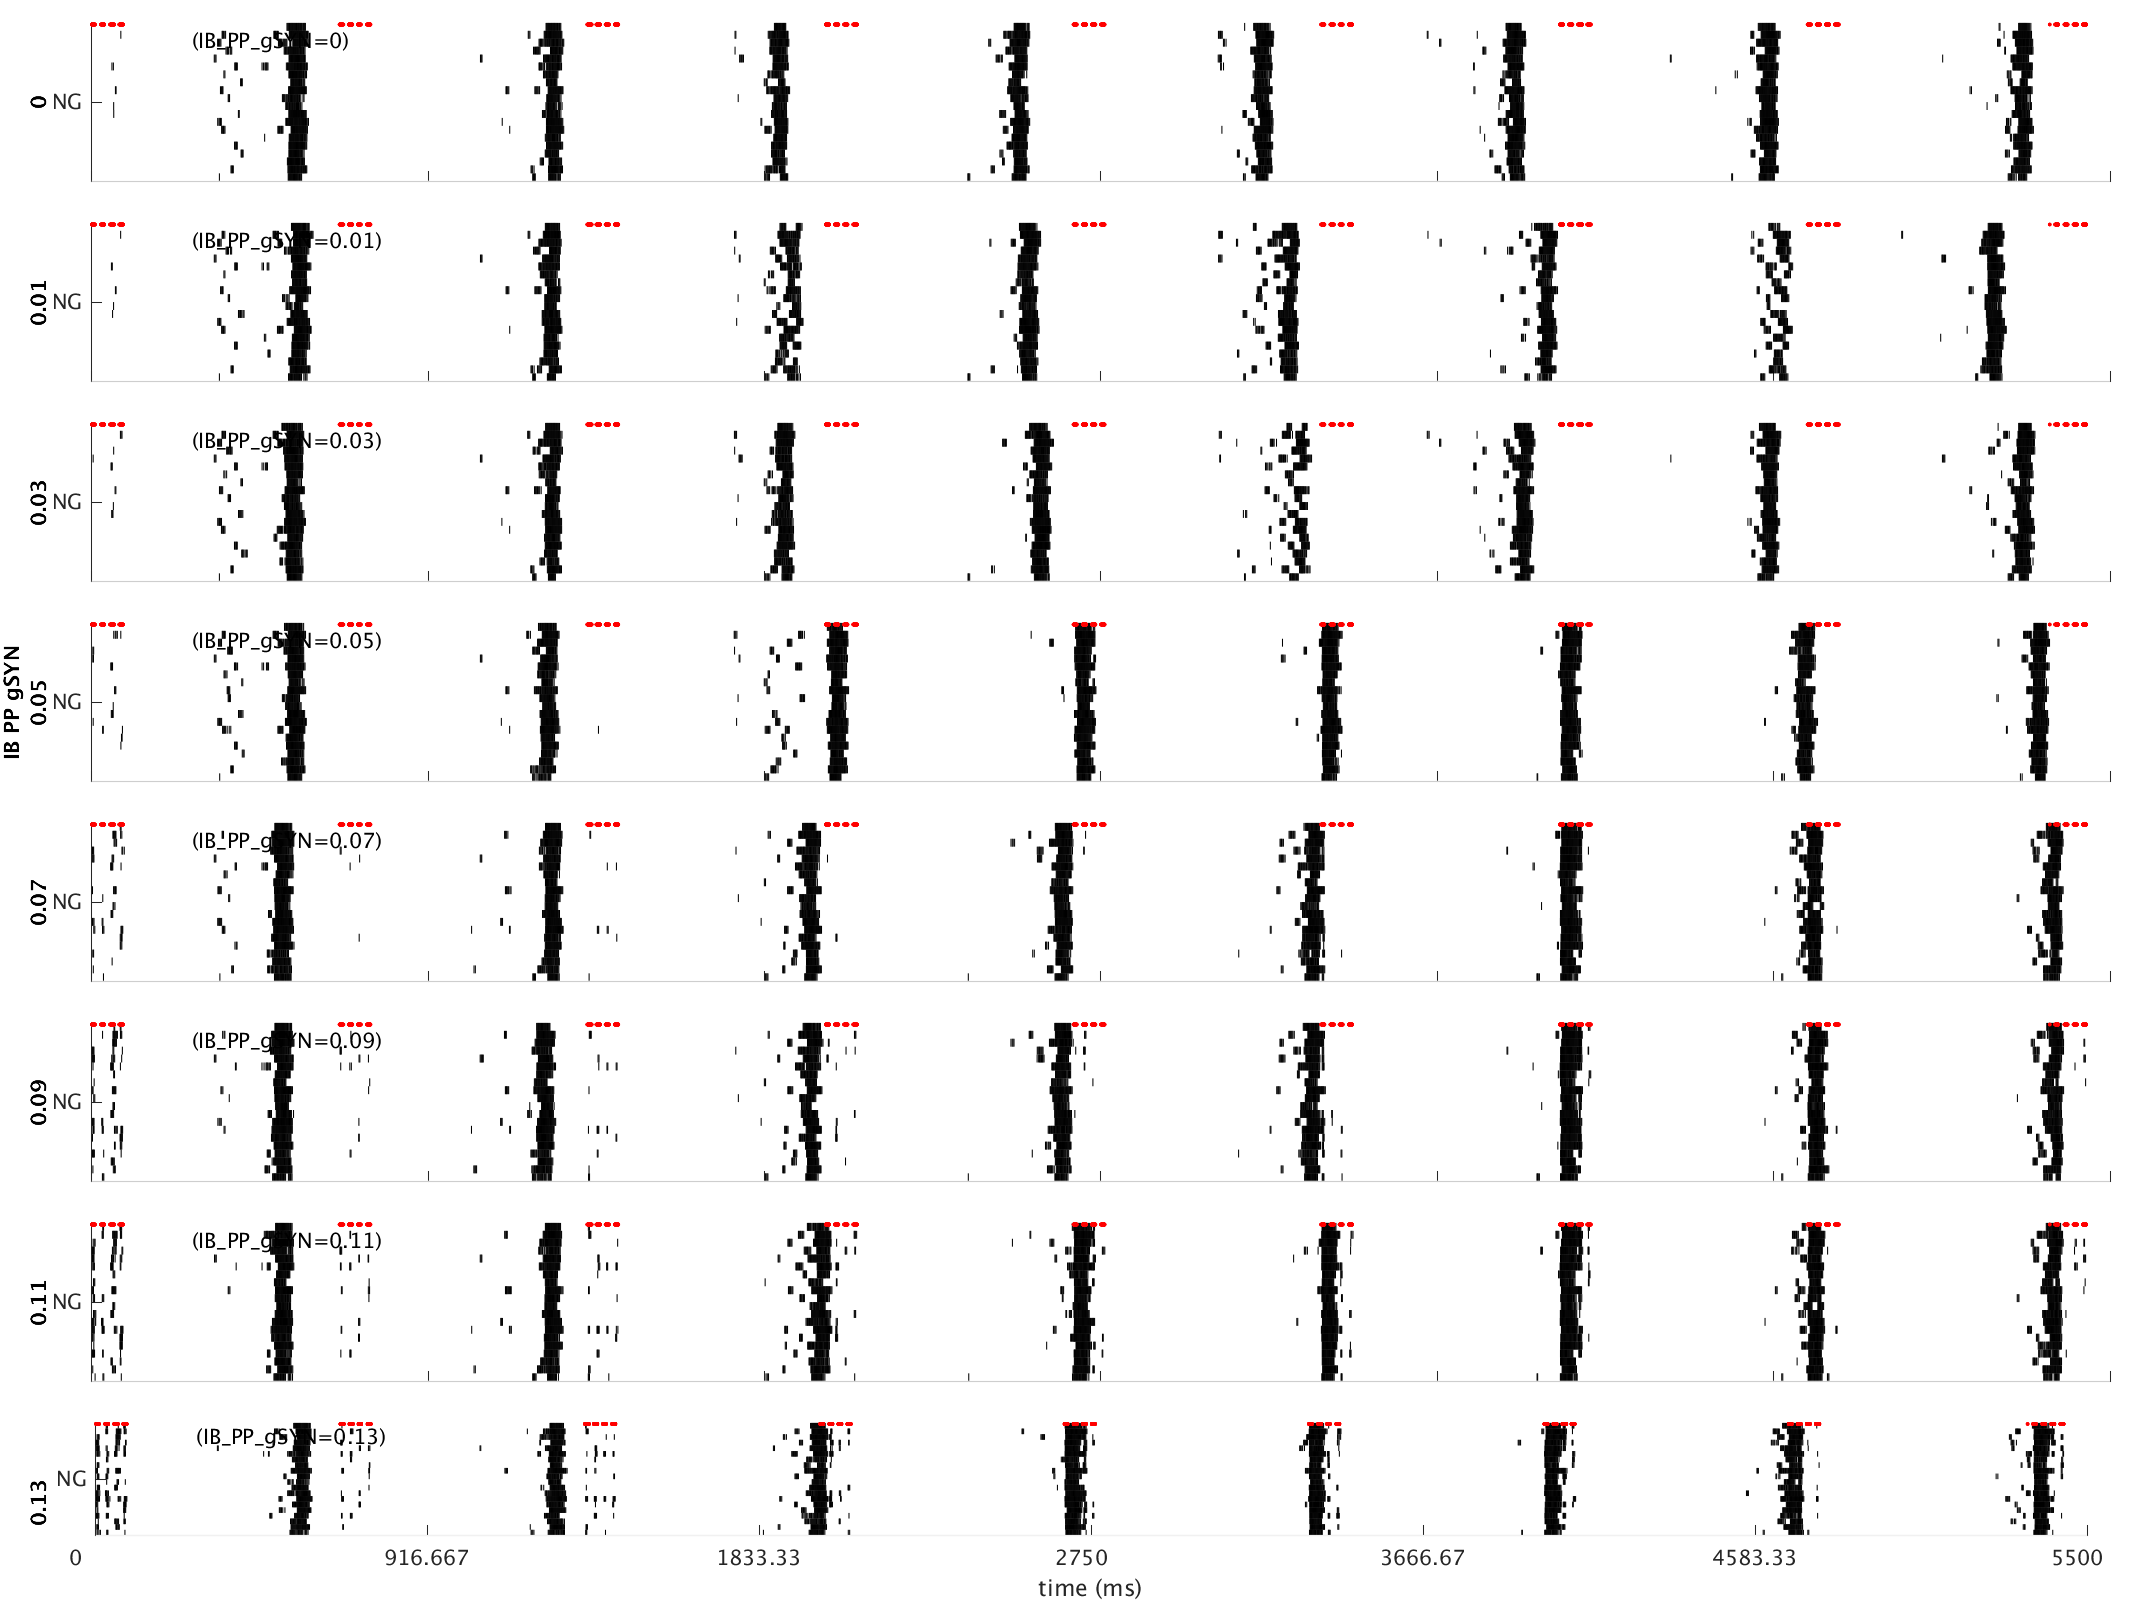 (IB_PP_gSYN=0)
0 NG
(IB_PP_gSYN=0.01)
0.01 NG
(IB_PP_gSYN=0.03)
0.03 NG
(IB_PP_gSYN=0.05)
IB PP gSYN
0.05 NG
(IB_PP_gSYN=0.07)
0.07 NG
(IB_PP_gSYN=0.09)
0.09 NG
(IB_PP_gSYN=0.11)
0.11 NG
(IB_PP_gSYN=0.13)
0.13 NG
0 916.667 1833.33 2750 3666.67 4583.33 5500
time (ms)